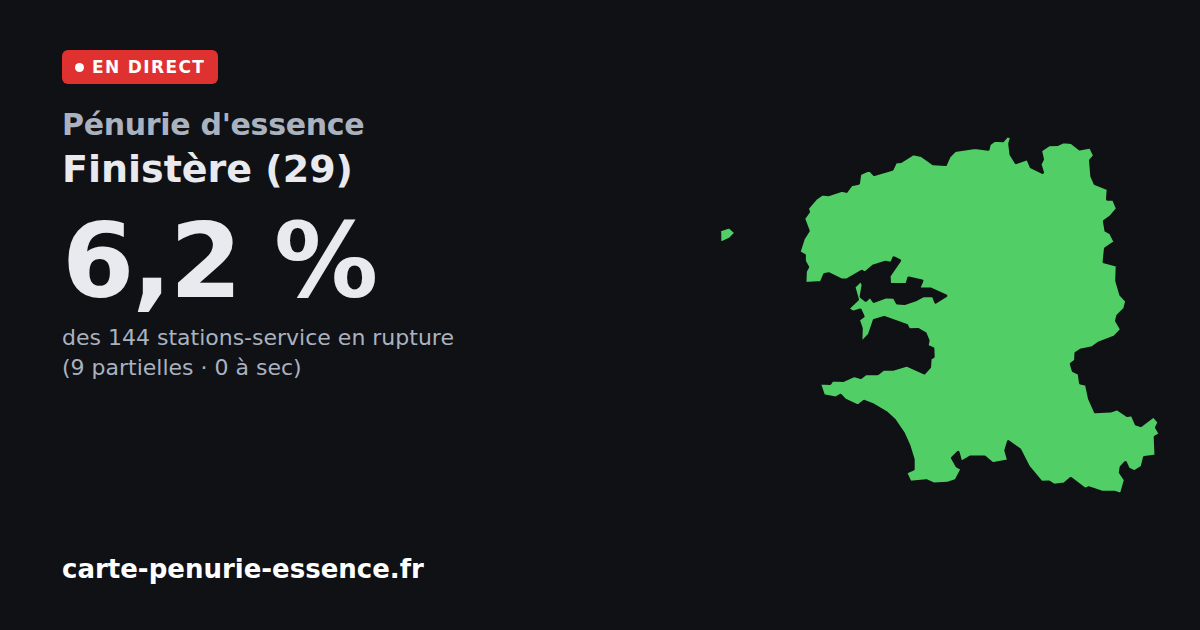 EN DIRECT
Pénurie d'essence
Finistère (29)
6,2 %
des 144 stations-service en rupture
(9 partielles · 0 à sec)
carte-penurie-essence.fr